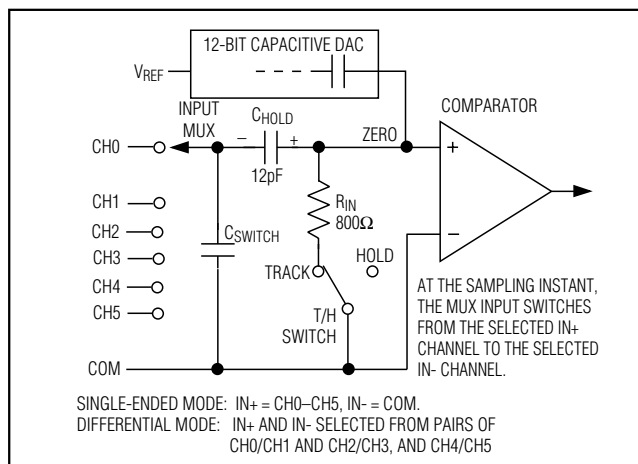 12-BIT CAPACITIVE DAC
VREF
INPUT
MUX
CHOLD
12pF
– +
ZERO
COMPARATOR
+
–
CH0
CH1
CH2
CH3
CH4
CH5
CSWITCH
RIN
800Ω
TRACK
HOLD
T/H
SWITCH
COM
AT THE SAMPLING INSTANT,
THE MUX INPUT SWITCHES
FROM THE SELECTED IN+
CHANNEL TO THE SELECTED
IN- CHANNEL.
SINGLE-ENDED MODE: IN+ = CH0–CH5, IN- = COM.
DIFFERENTIAL MODE: IN+ AND IN- SELECTED FROM PAIRS OF
CH0/CH1 AND CH2/CH3, AND CH4/CH5